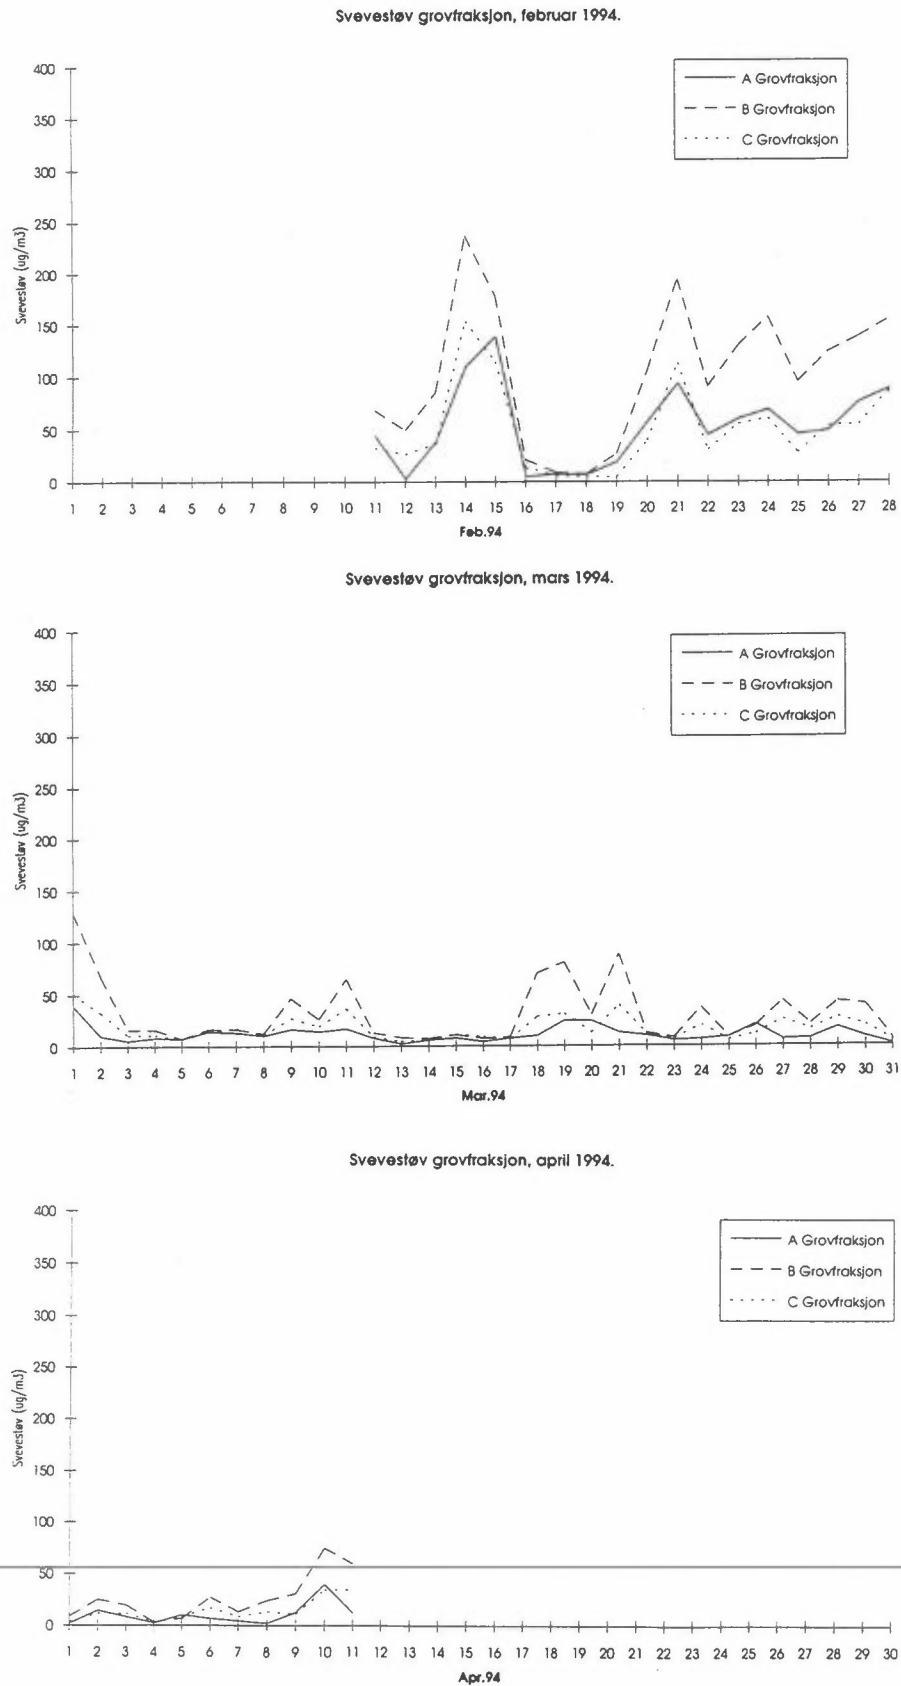 Svevestøv grovfraksjon, februar 1994.
400
350
300
250
200
150
100
50
0
Svevestøv (ug/m3)
A Grovfraksjon
B Grovfraksjon
C Grovfraksjon
1 2 3 4 5 6 7 8 9 10 11 12 13 14 15 16 17 18 19 20 21 22 23 24 25 26 27 28
Feb.94
Svevestøv grovfraksjon, mars 1994.
400
350
300
250
200
150
100
50
0
Svevestøv (ug/m3)
A Grovfraksjon
B Grovfraksjon
C Grovfraksjon
1 2 3 4 5 6 7 8 9 10 11 12 13 14 15 16 17 18 19 20 21 22 23 24 25 26 27 28 29 30 31
Mar.94
Svevestøv grovfraksjon, april 1994.
400
350
300
250
200
150
100
50
0
Svevestøv (ug/m3)
A Grovfraksjon
B Grovfraksjon
C Grovfraksjon
1 2 3 4 5 6 7 8 9 10 11 12 13 14 15 16 17 18 19 20 21 22 23 24 25 26 27 28 29 30
Apr.94